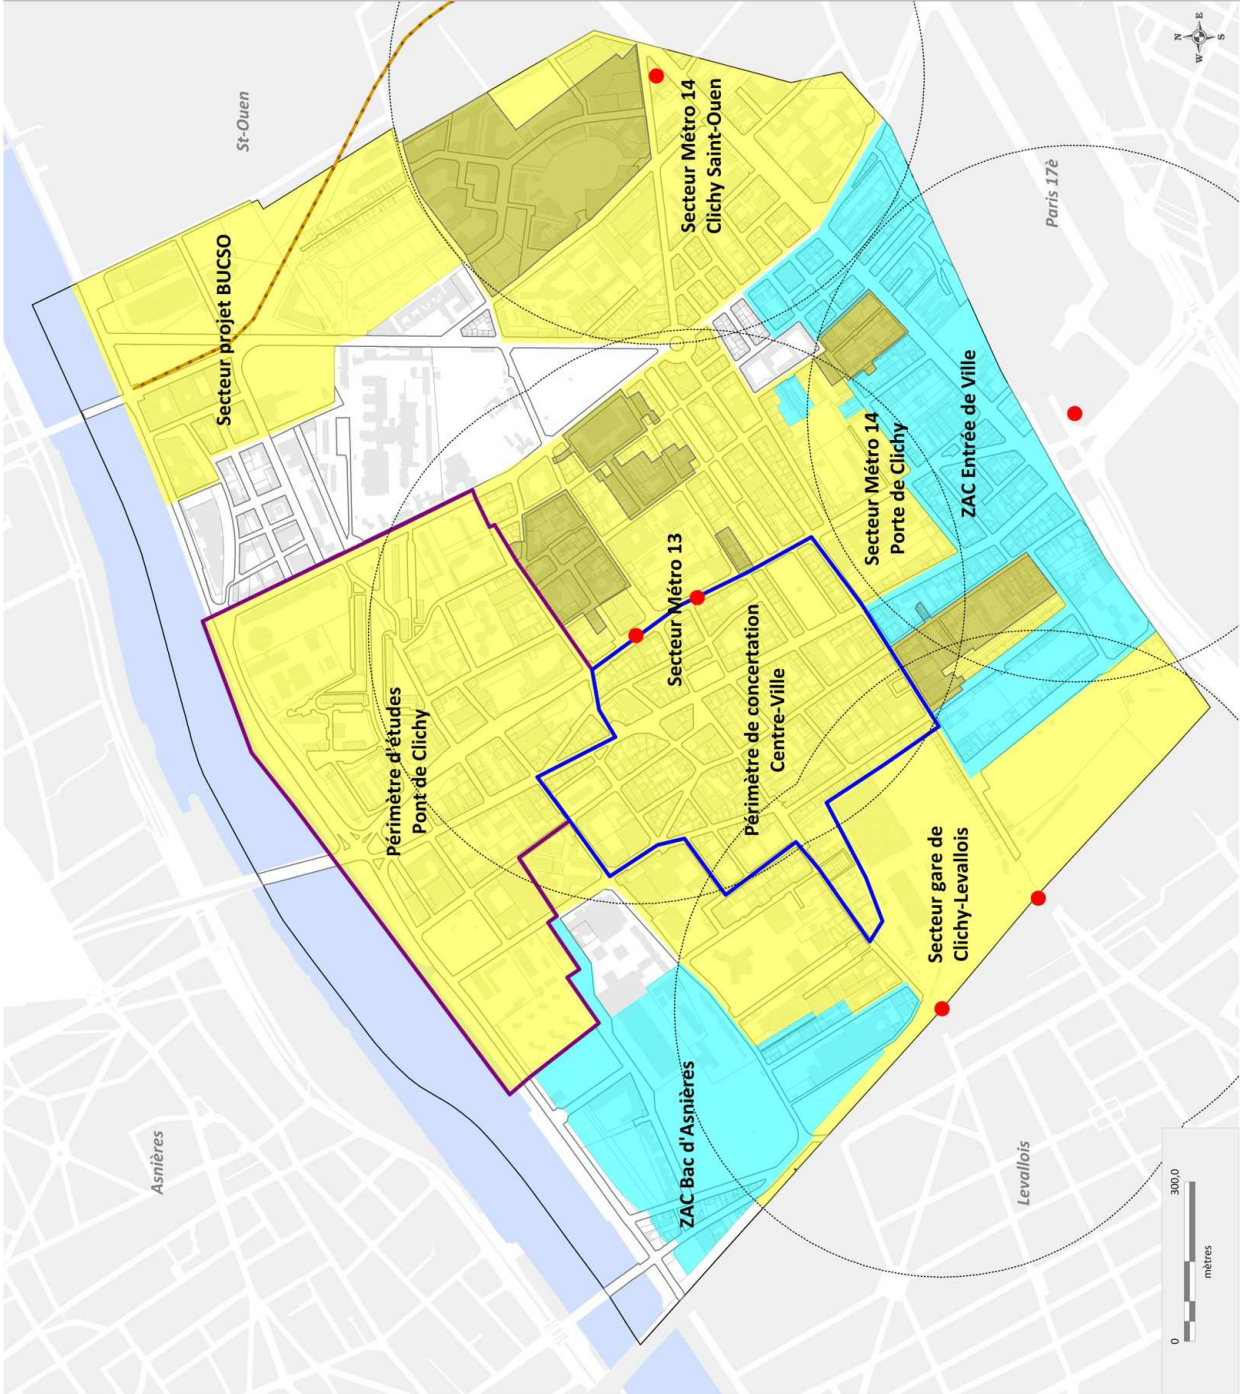 Asnières
Secteur projet BUCSO
St-Ouen
Périmètre d'études
Pont de Clichy
Secteur Métro 13
ZAC Bac d'Asnières
Secteur Métro 14
Clichy Saint-Ouen
Périmètre de concertation
Centre-Ville
Secteur Métro 14
Porte de Clichy
Secteur gare de
Clichy-Levallois
ZAC Entrée de Ville
Levallois
Paris 17è
0 300,0
mètres
N
E
S
W